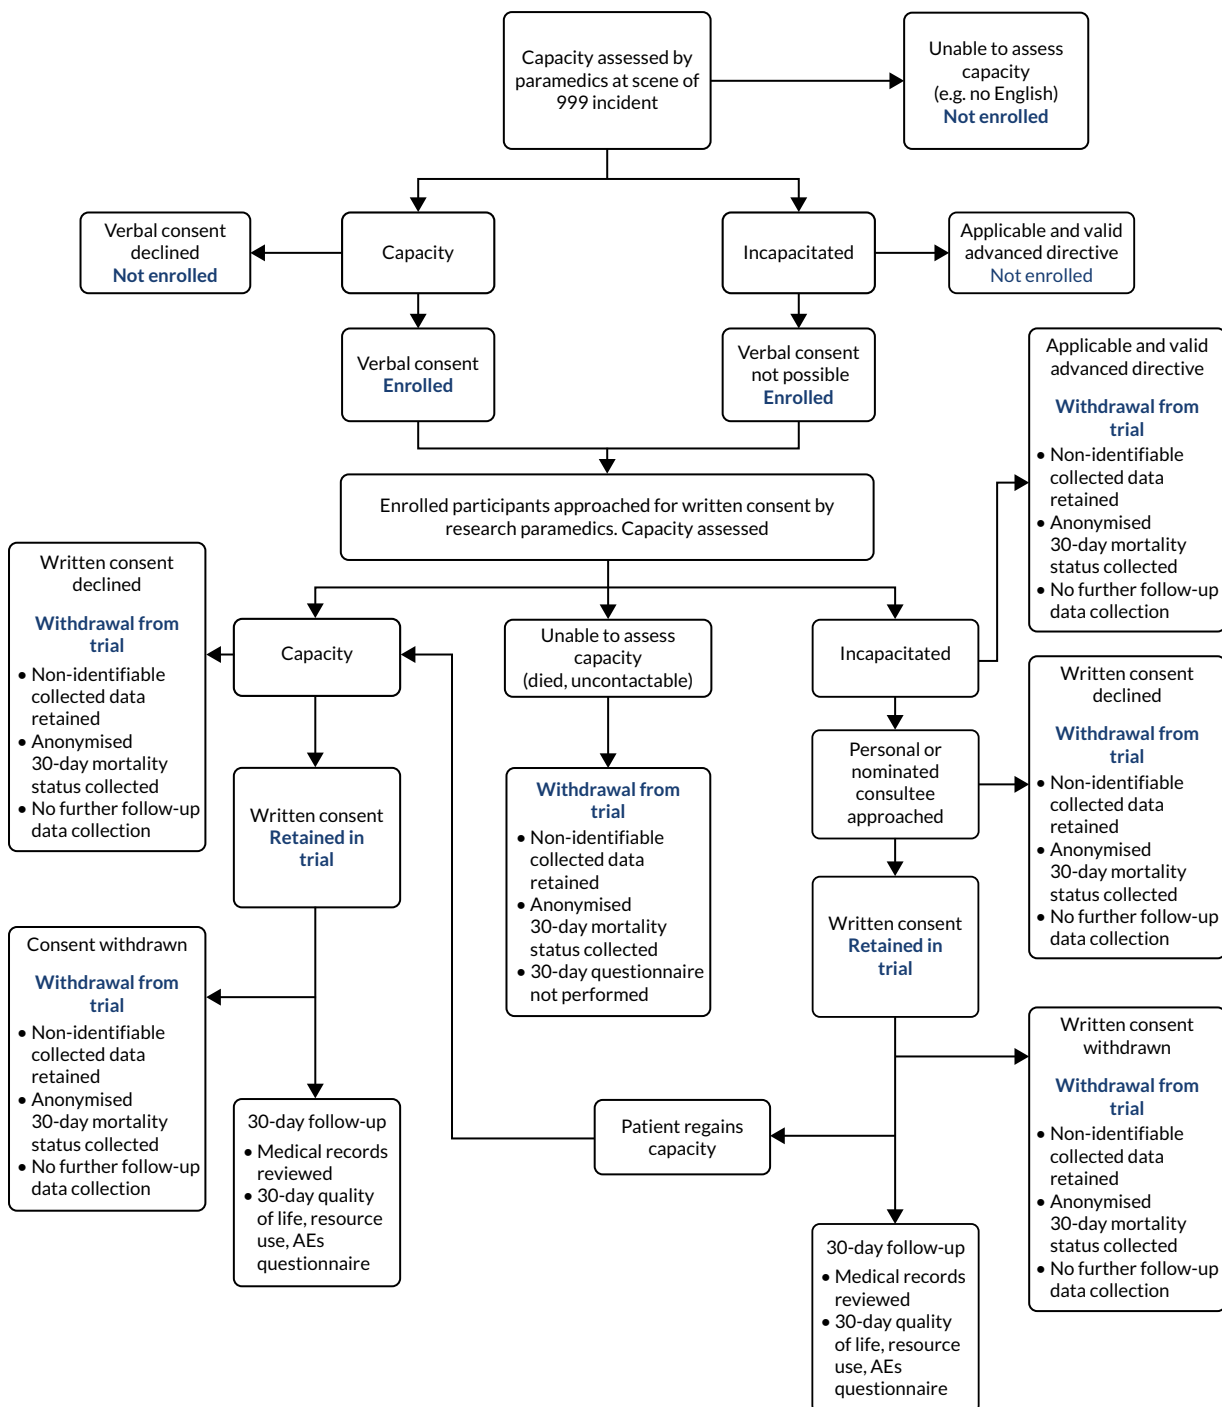 Capacity assessed by
paramedics at scene of
999 incident
Unable to assess
capacity
(e.g. no English)
Not enrolled
Verbal consent
declined
Not enrolled
Capacity
Incapacitated
Applicable and valid
advanced directive
Not enrolled
Verbal consent
Enrolled
Verbal consent
not possible
Enrolled
Applicable and valid
advanced directive
Withdrawal from
trial
• Non-identifiable
collected data
retained
• Anonymised
30-day mortality
status collected
• No further follow-up
data collection
Enrolled participants approached for written consent by
research paramedics. Capacity assessed
Written consent
declined
Withdrawal from
trial
• Non-identifiable
collected data
retained
• Anonymised
30-day mortality
status collected
• No further follow-up
data collection
Capacity
Unable to assess
capacity
(died, uncontactable)
Incapacitated
Written consent
declined
Withdrawal from
trial
• Non-identifiable
collected data
retained
• Anonymised
30-day mortality
status collected
• No further follow-up
data collection
Written consent
Retained in
trial
Withdrawal from
trial
• Non-identifiable
collected data
retained
• Anonymised
30-day mortality
status collected
• 30-day questionnaire
not performed
Personal or
nominated
consultee
approached
Written consent
Retained in
trial
Consent withdrawn
Withdrawal from
trial
• Non-identifiable
collected data
retained
• Anonymised
30-day mortality
status collected
• No further follow-up
data collection
30-day follow-up
• Medical records
reviewed
• 30-day quality
of life, resource
use, AEs
questionnaire
Patient regains
capacity
Written consent
withdrawn
Withdrawal from
trial
• Non-identifiable
collected data
retained
• Anonymised
30-day mortality
status collected
• No further follow-up
data collection
30-day follow-up
• Medical records
reviewed
• 30-day quality
of life, resource
use, AEs
questionnaire